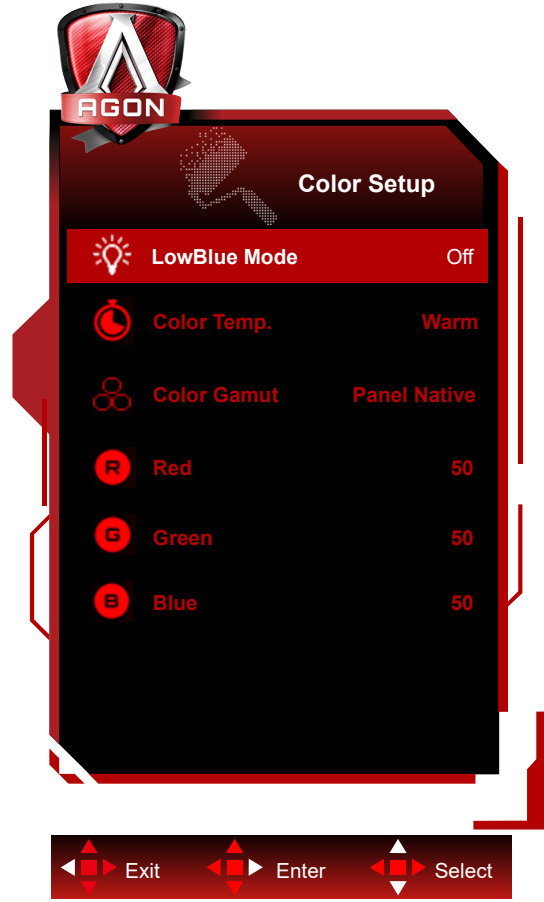 AGON
Color Setup
LowBlue Mode Off
Color Temp. Warm
Color Gamut Panel Native
R Red 50
G Green 50
B Blue 50
Exit Enter Select